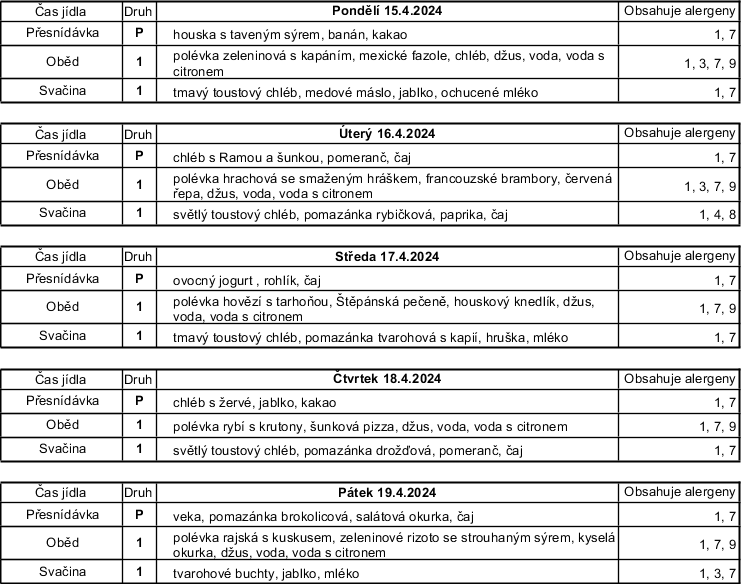 Čas jídla Druh Pondělí 15.4.2024 Obsahuje alergeny
Přesnídávka P houska s taveným sýrem, banán, kakao 1, 7
Oběd 1 polévka zeleninová s kapáním, mexické fazole, chléb, džus, voda, voda s 1, 3, 7, 9
citronem
Svačina 1 tmavý toustový chléb, medové máslo, jablko, ochucené mléko 1, 7
Čas jídla Druh Úterý 16.4.2024 Obsahuje alergeny
Přesnídávka P chléb s Ramou a šunkou, pomeranč, čaj 1, 7
Oběd 1 polévka hrachová se smaženým hráškem, francouzské brambory, červená 1, 3, 7, 9
řepa, džus, voda, voda s citronem
Svačina 1 světlý toustový chléb, pomazánka rybičková, paprika, čaj 1, 4, 8
Čas jídla Druh Středa 17.4.2024 Obsahuje alergeny
Přesnídávka P ovocný jogurt , rohlík, čaj 1, 7
Oběd 1 polévka hovězí s tarhoňou, Štěpánská pečeně, houskový knedlík, džus, 1, 7, 9
voda, voda s citronem
Svačina 1 tmavý toustový chléb, pomazánka tvarohová s kapií, hruška, mléko 1, 7
Čas jídla Druh Čtvrtek 18.4.2024 Obsahuje alergeny
Přesnídávka P chléb s žervé, jablko, kakao 1, 7
Oběd 1 polévka rybí s krutony, šunková pizza, džus, voda, voda s citronem 1, 7, 9
Svačina 1 světlý toustový chléb, pomazánka drožďová, pomeranč, čaj 1, 7
Čas jídla Druh Pátek 19.4.2024 Obsahuje alergeny
Přesnídávka P veka, pomazánka brokolicová, salátová okurka, čaj 1, 7
Oběd 1 polévka rajská s kuskusem, zeleninové rizoto se strouhaným sýrem, kyselá 1, 7, 9
okurka, džus, voda, voda s citronem
Svačina 1 tvarohové buchty, jablko, mléko 1, 3, 7